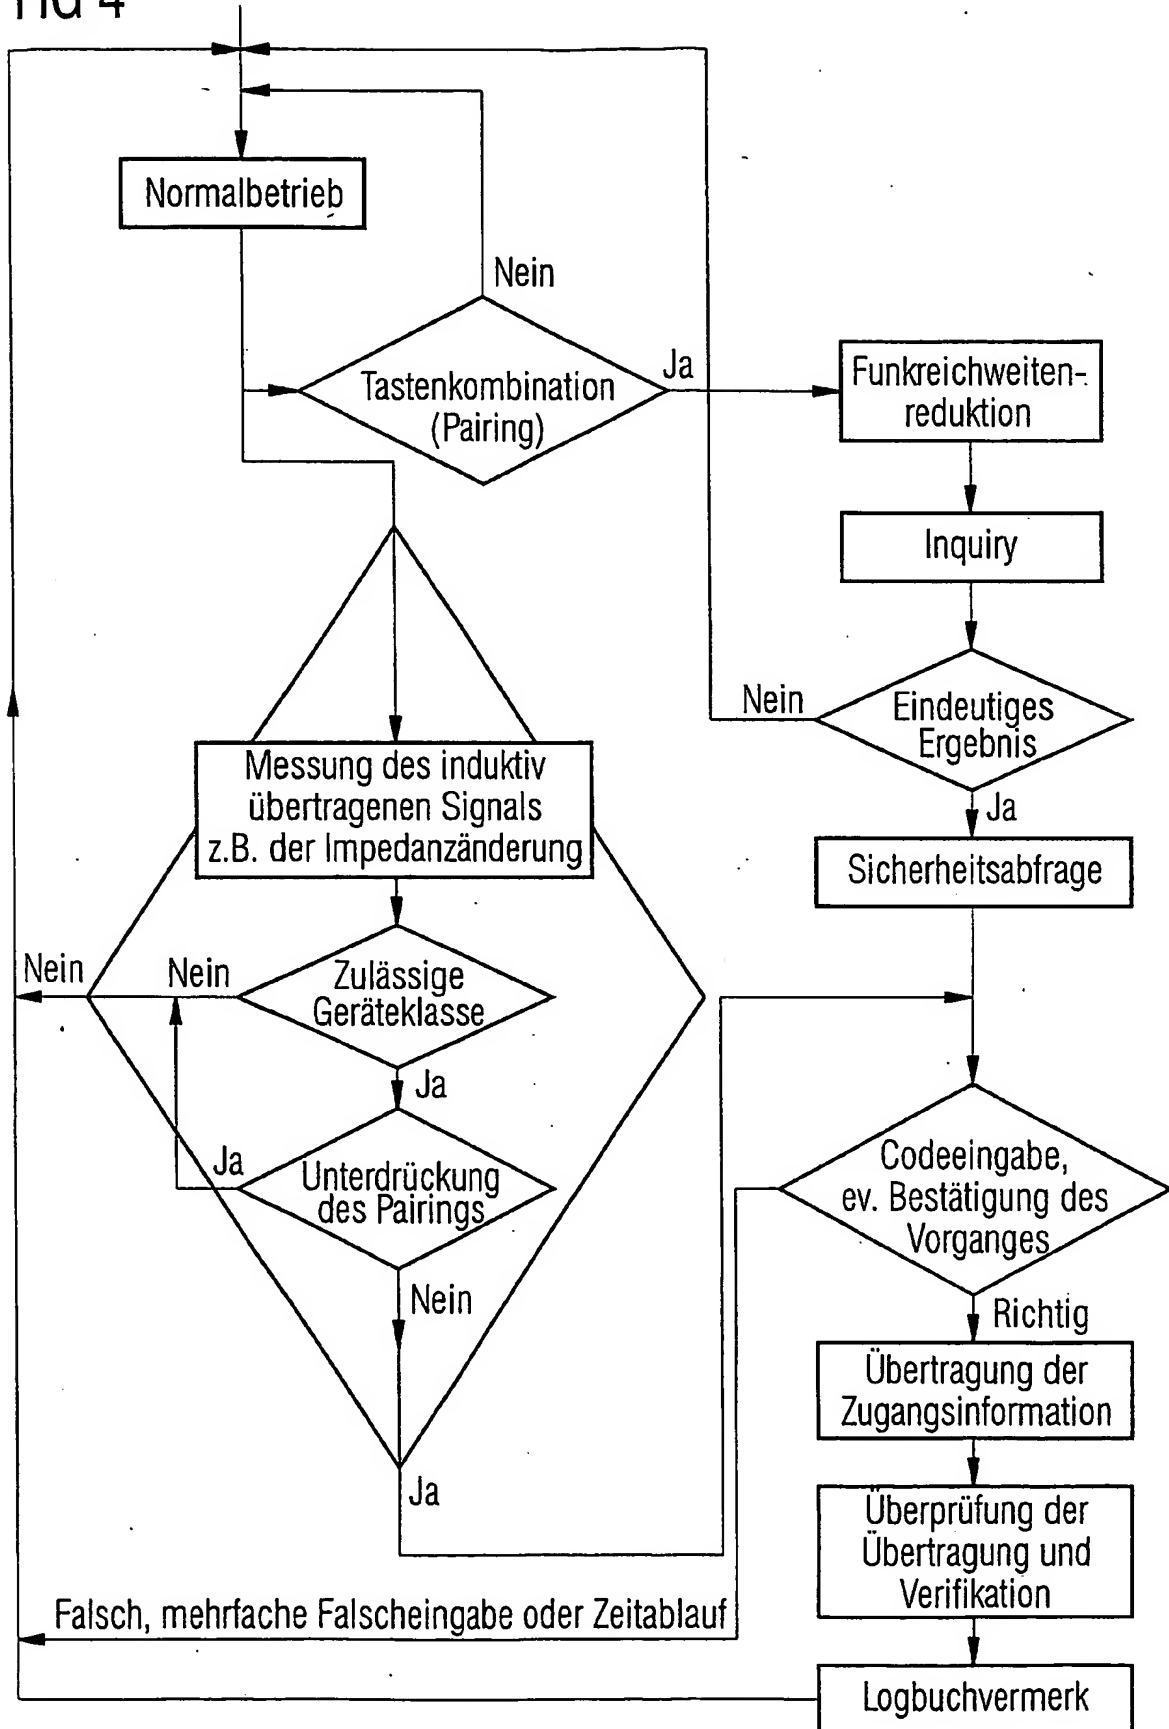 FIG 4
Normalbetrieb
Nein
Tastenkombination
(Pairing)
Ja
Funkreichweiten-
reduktion
Inquiry
Nein
Eindeutiges
Ergebnis
Ja
Sicherheitsabfrage
Messung des induktiv
übertragenen Signals
z.B. der Impedanzänderung
Nein
Nein
Zulässige
Geräteklasse
Ja
Ja
Unterdrückung
des Pairings
Nein
Ja
Codeeingabe,
ev. Bestätigung des
Vorganges
Richtig
Übertragung der
Zugangsinformation
Überprüfung der
Übertragung und
Verifikation
Falsch, mehrfache Falscheingabe oder Zeitablauf
Logbuchvermerk